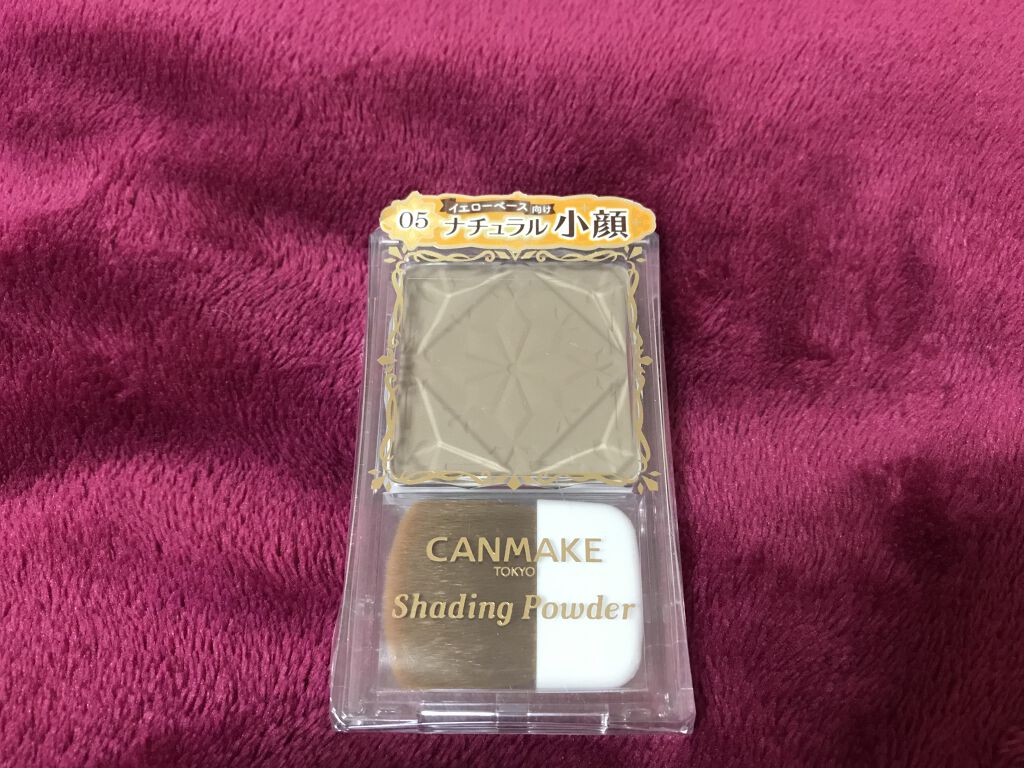 05
イエローベース向け
ナチュラル小顔
CANMAKE
TOKYO
Shading Powder